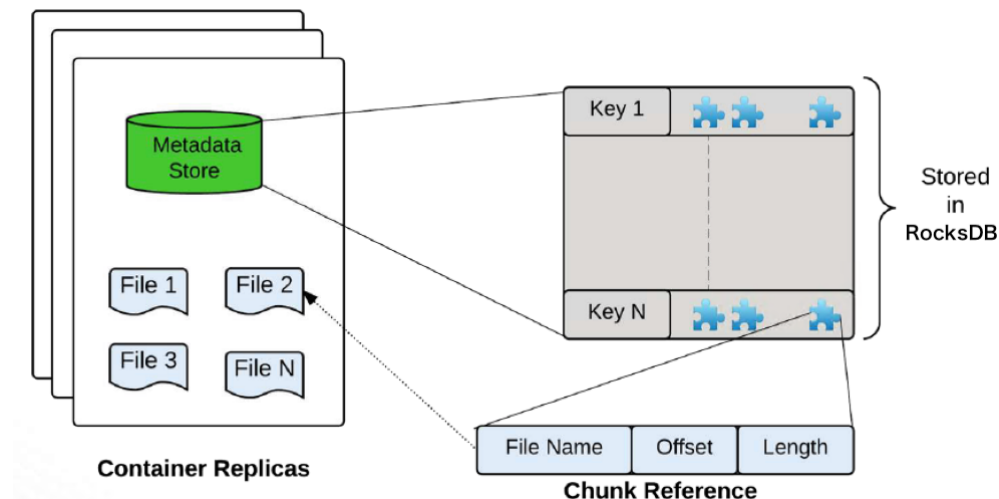 Metadata
Store
File 1
File 2
File 3
File N
Container Replicas
Key 1
Key N
Stored
in
RocksDB
File Name
Offset
Length
Chunk Reference